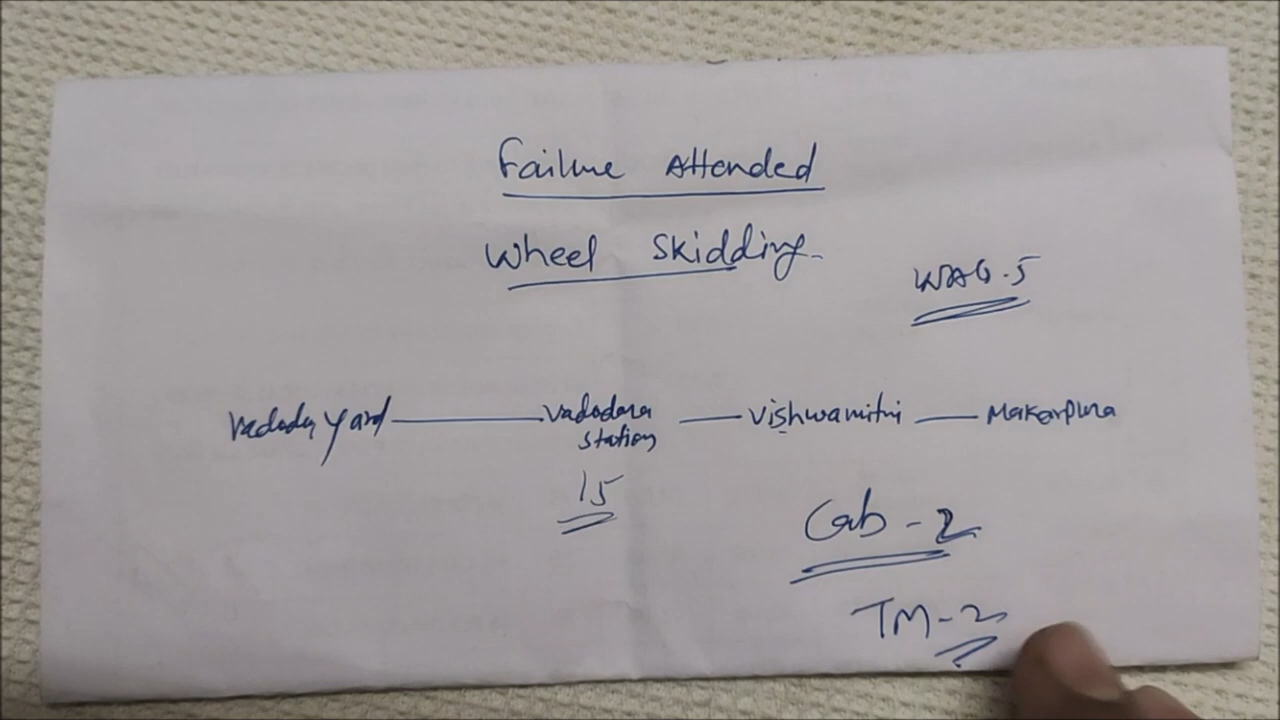 Failure Attended
Wheel Skidding.
WAG.5
Vadodara Yard — Vadodara Station — Vishwamitri — Makarpura
15
Cab - 2
TM-2